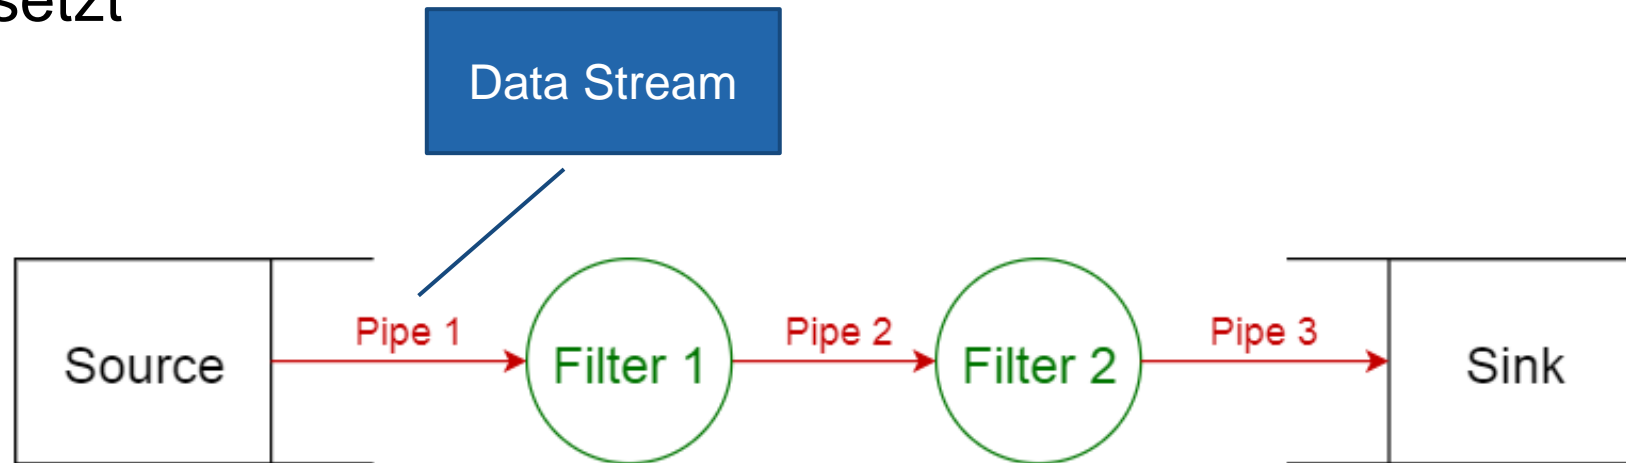 setzt
Data Stream
Pipe 1
Pipe 2
Pipe 3
Source
Filter 1
Filter 2
Sink